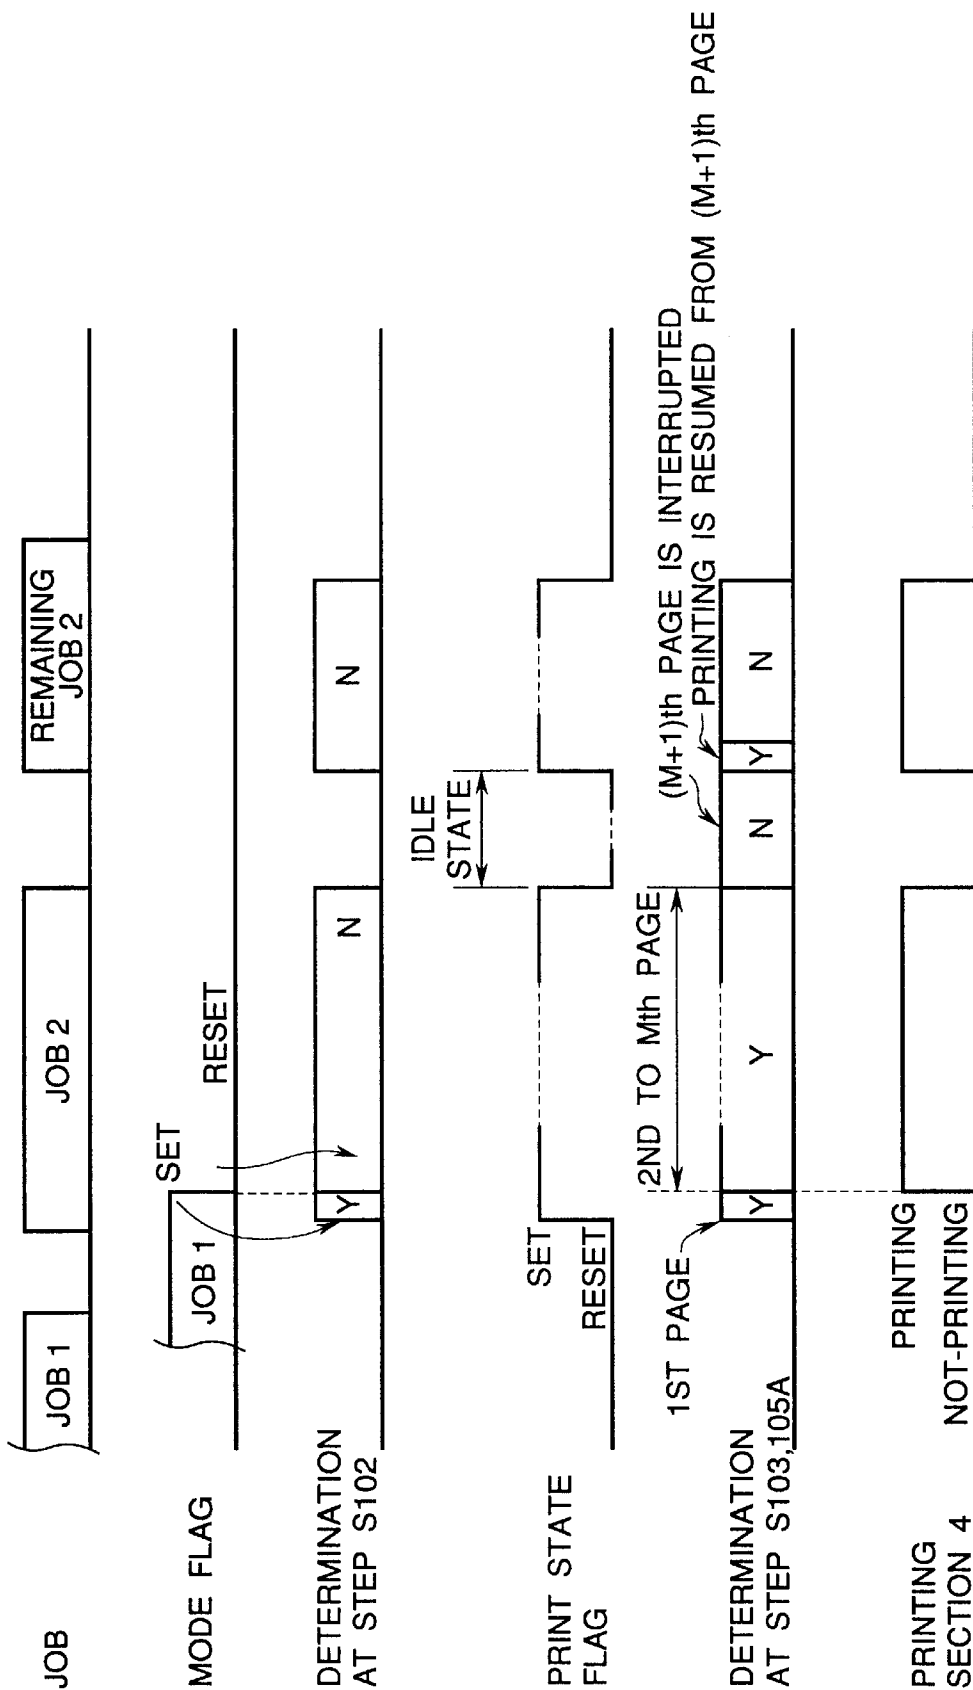 JOB
JOB 1
JOB 2
REMAINING
JOB 2
MODE FLAG
JOB 1
SET
RESET
DETERMINATION
AT STEP S102
Y
N
N
PRINT STATE
FLAG
SET
RESET
IDLE
STATE
DETERMINATION
AT STEP S103,105A
1ST PAGE
2ND TO Mth PAGE
(M+1)th PAGE IS INTERRUPTED
PRINTING IS RESUMED FROM (M+1)th PAGE
Y
Y
N
Y
N
PRINTING
SECTION 4
PRINTING
NOT-PRINTING